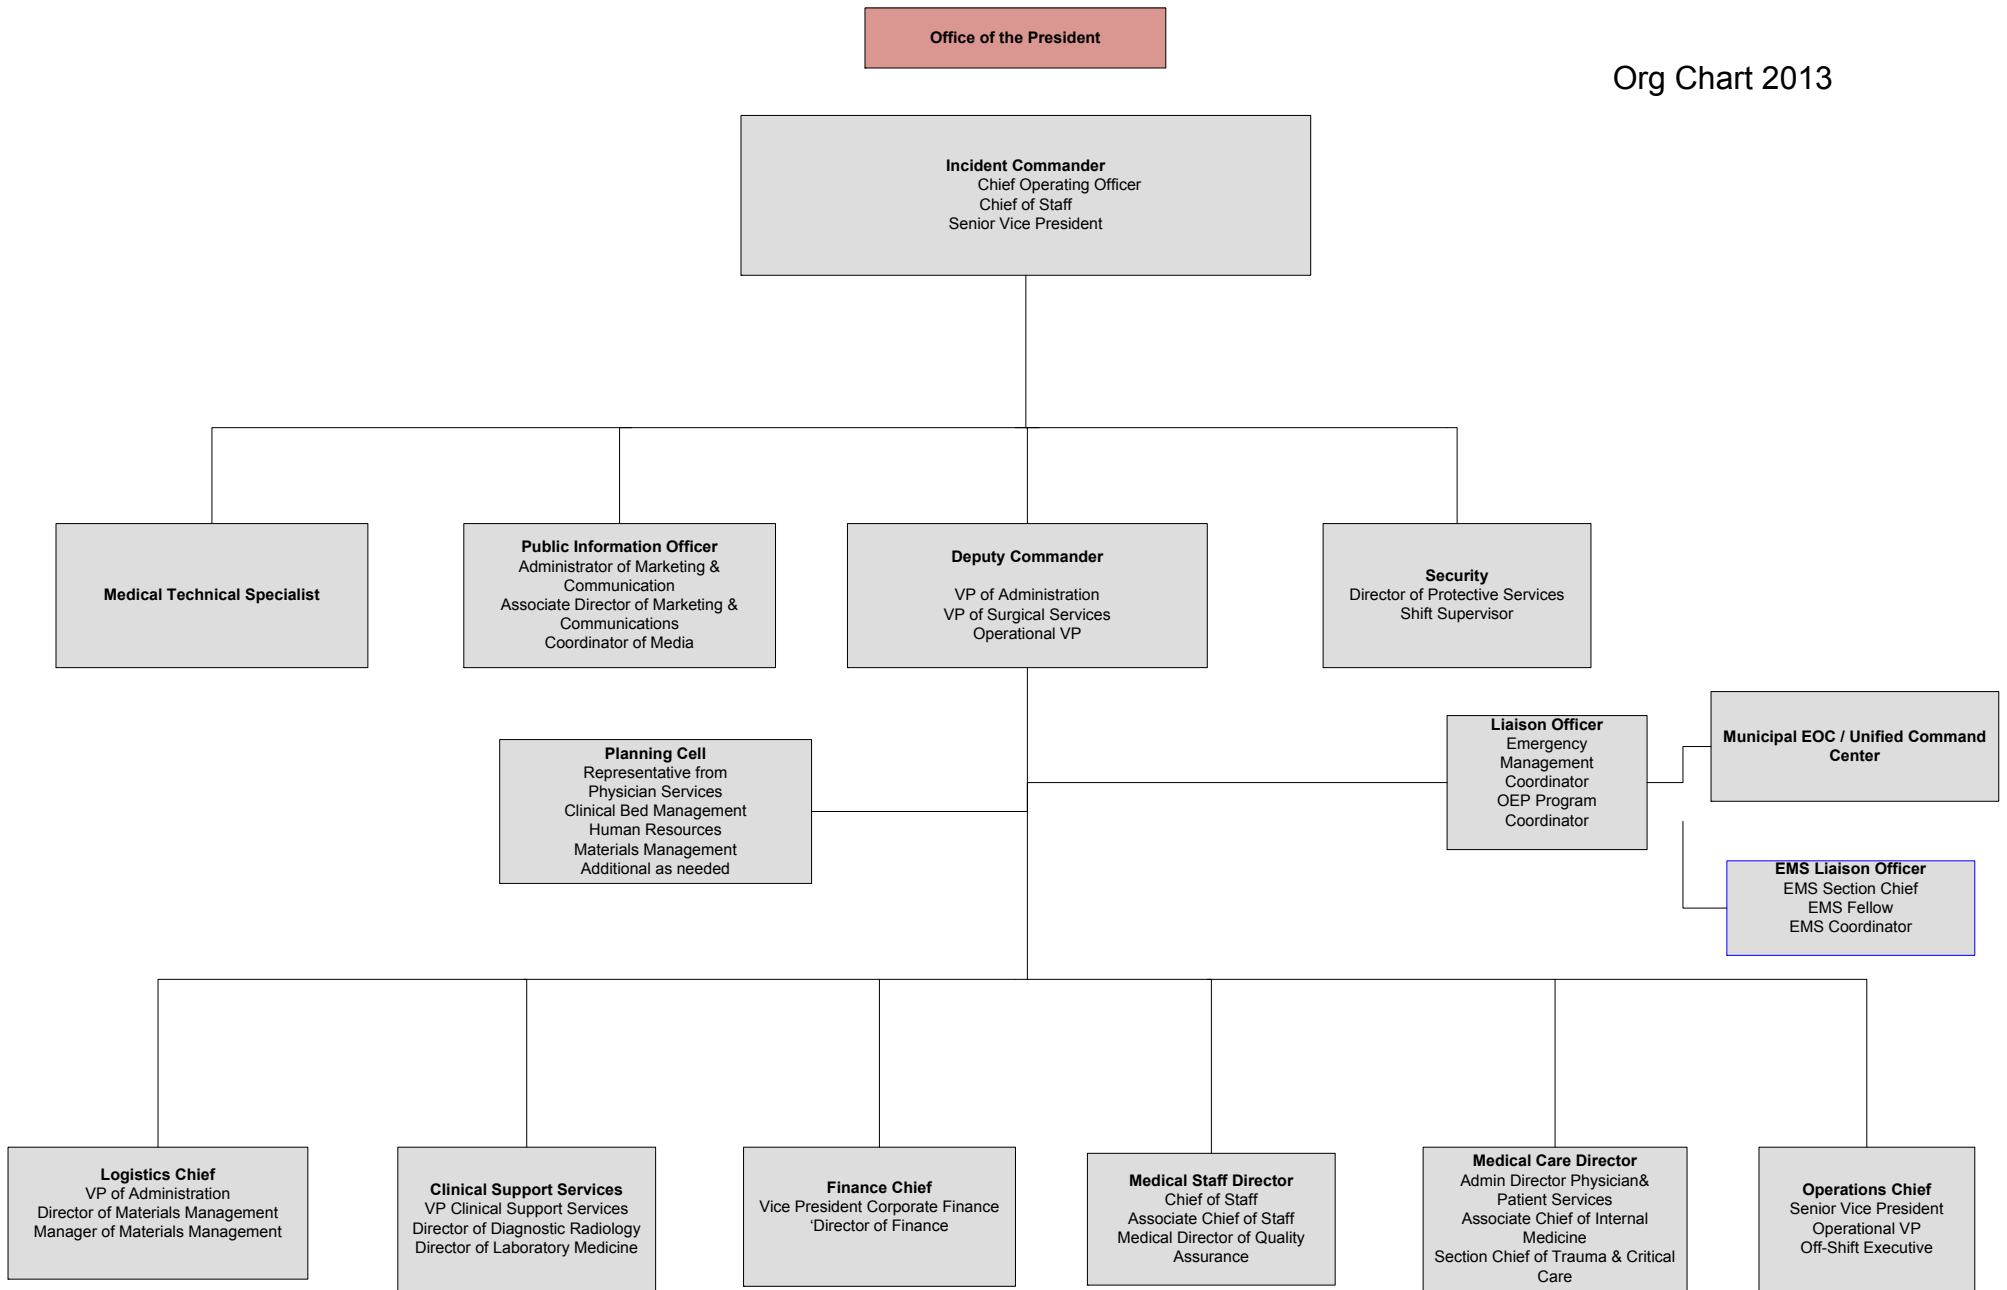 Office of the President
Org Chart 2013
Incident Commander
Chief Operating Officer
Chief of Staff
Senior Vice President
Medical Technical Specialist
Public Information Officer
Administrator of Marketing &
Communication
Associate Director of Marketing &
Communications
Coordinator of Media
Deputy Commander
VP of Administration
VP of Surgical Services
Operational VP
Security
Director of Protective Services
Shift Supervisor
Planning Cell
Representative from
Physician Services
Clinical Bed Management
Human Resources
Materials Management
Additional as needed
Liaison Officer
Emergency
Management
Coordinator
OEP Program
Coordinator
Municipal EOC / Unified Command
Center
EMS Liaison Officer
EMS Section Chief
EMS Fellow
EMS Coordinator
Logistics Chief
VP of Administration
Director of Materials Management
Manager of Materials Management
Clinical Support Services
VP Clinical Support Services
Director of Diagnostic Radiology
Director of Laboratory Medicine
Finance Chief
Vice President Corporate Finance
‘Director of Finance
Medical Staff Director
Chief of Staff
Associate Chief of Staff
Medical Director of Quality
Assurance
Medical Care Director
Admin Director Physician&
Patient Services
Associate Chief of Internal
Medicine
Section Chief of Trauma & Critical
Care
Operations Chief
Senior Vice President
Operational VP
Off-Shift Executive